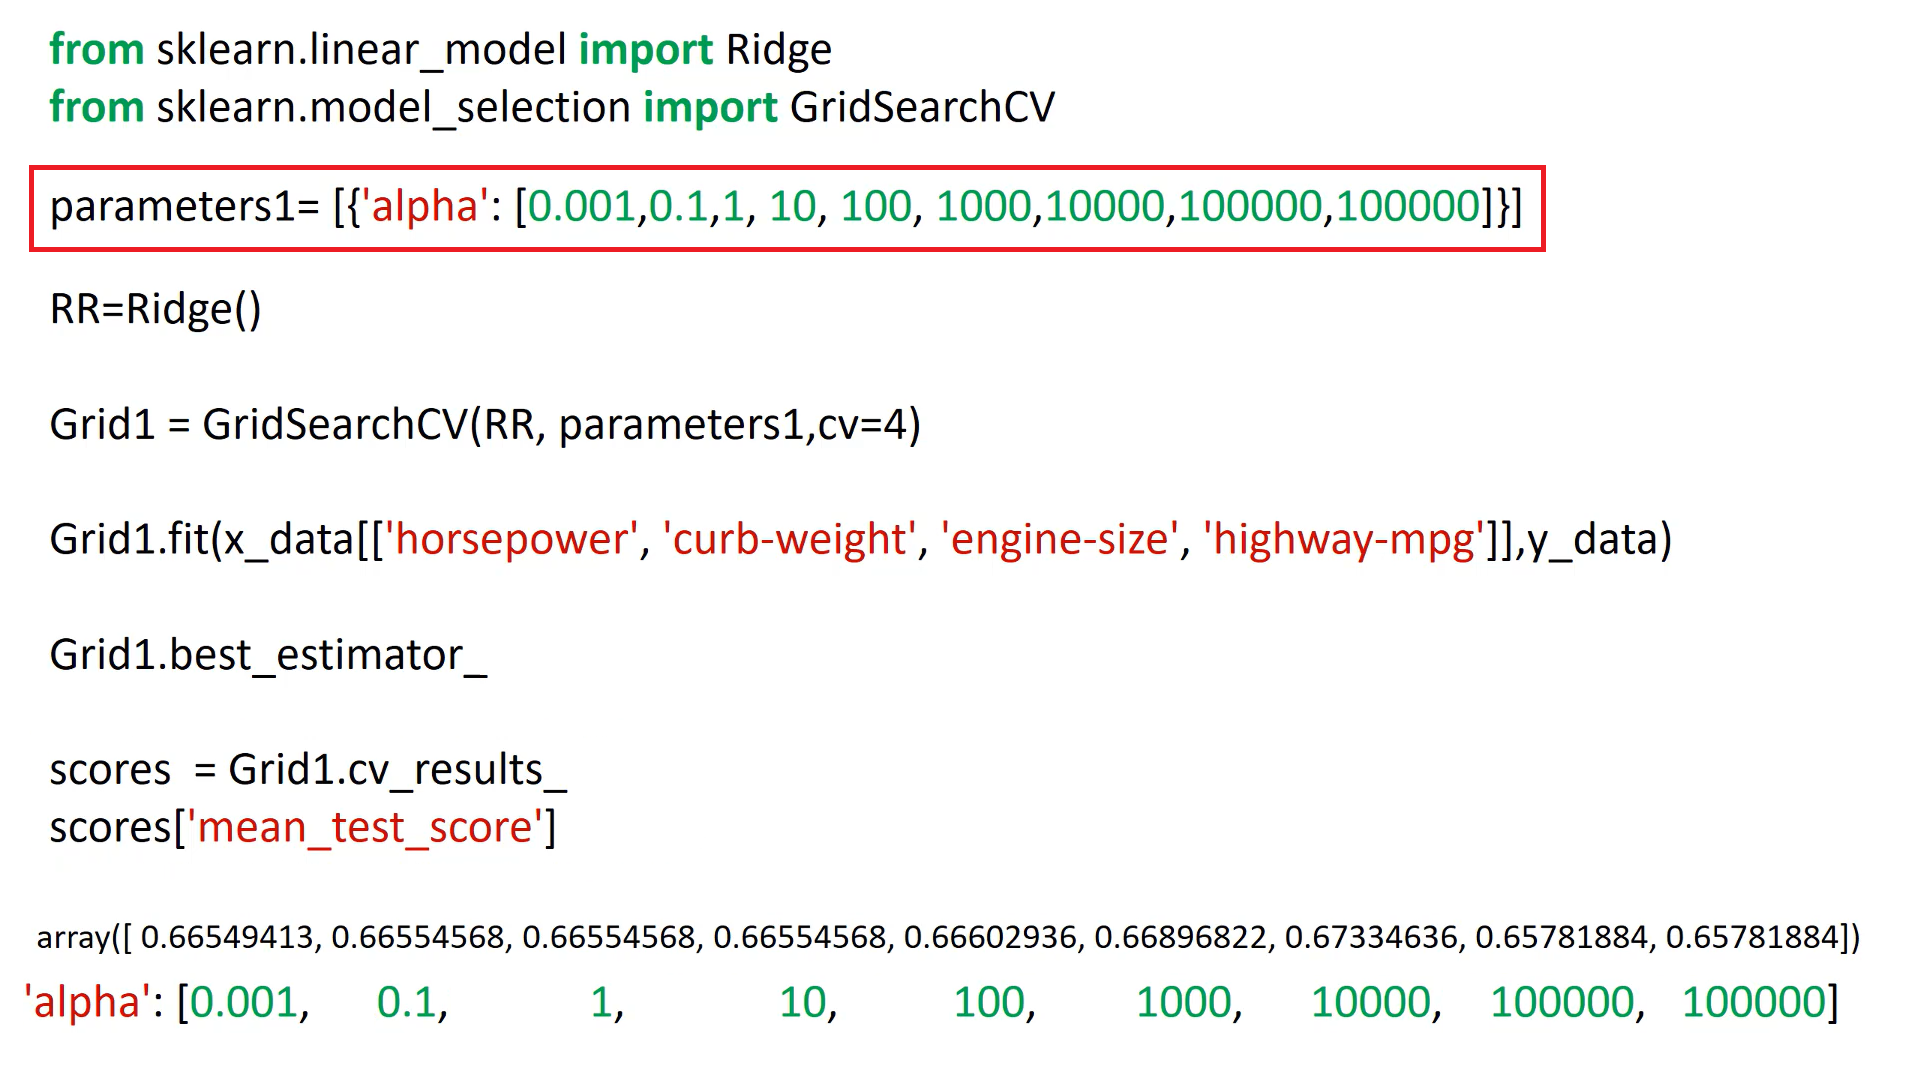 from sklearn.linear_model import Ridge
from sklearn.model_selection import GridSearchCV
parameters1= [{'alpha': [0.001,0.1,1, 10, 100, 1000,10000,100000,100000]}]
RR=Ridge()
Grid1 = GridSearchCV(RR, parameters1,cv=4)
Grid1.fit(x_data[['horsepower', 'curb-weight', 'engine-size', 'highway-mpg']],y_data)
Grid1.best_estimator_
scores = Grid1.cv_results_
scores['mean_test_score']
array([ 0.66549413, 0.66554568, 0.66554568, 0.66554568, 0.66602936, 0.66896822, 0.67334636, 0.65781884, 0.65781884])
'alpha': [0.001, 0.1, 1, 10, 100, 1000, 10000, 100000, 100000]